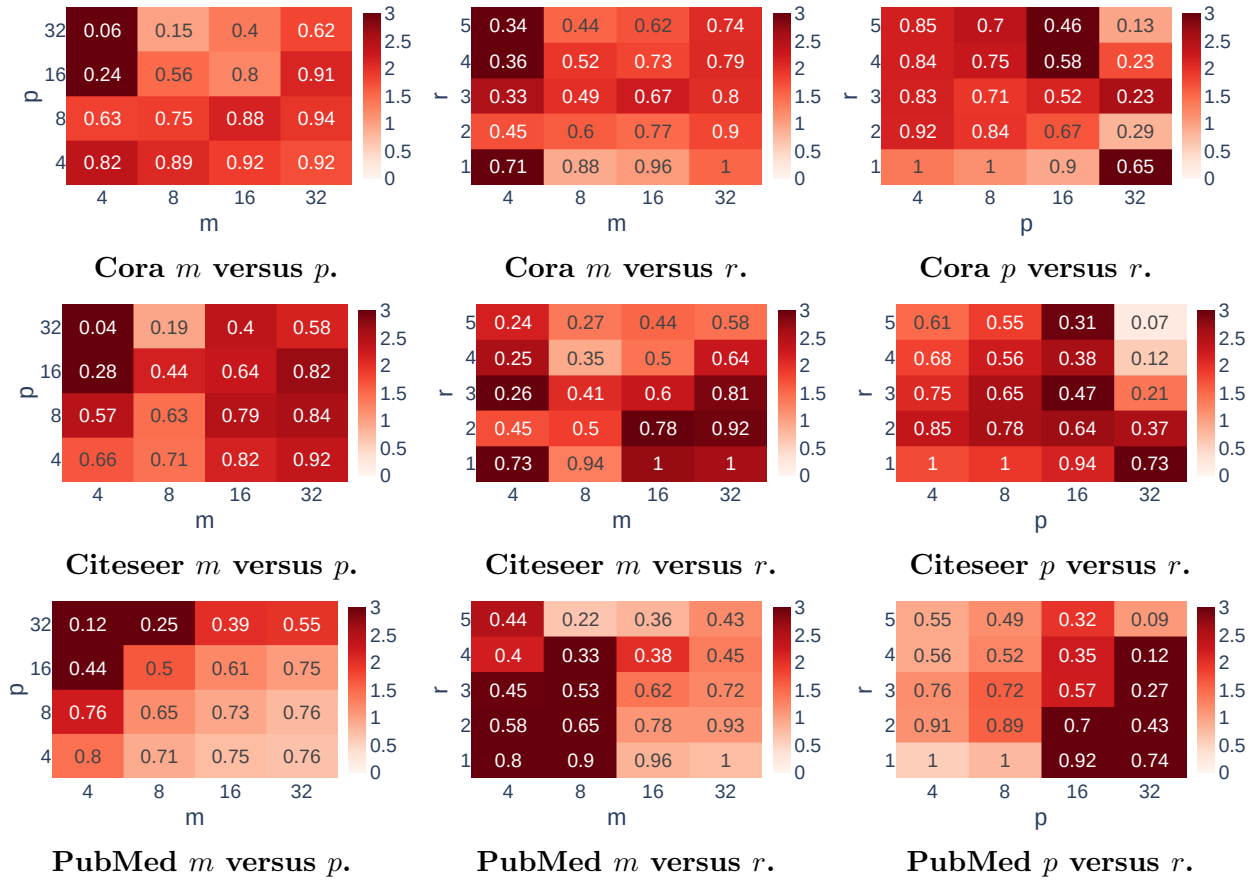 32 0.06 0.15 0.4 0.62 3
16 0.24 0.56 0.8 0.91 2.5
p 2
8 0.63 0.75 0.88 0.94 1.5
4 0.82 0.89 0.92 0.92 1
0.5
0
4 8 16 32
m
Cora m versus p.
5 0.34 0.44 0.62 0.74 3
4 0.36 0.52 0.73 0.79 2.5
r 3 0.33 0.49 0.67 0.8 2
2 0.45 0.6 0.77 0.9 1.5
1 0.71 0.88 0.96 1 1
0.5
0
4 8 16 32
m
Cora m versus r.
5 0.85 0.7 0.46 0.13 3
4 0.84 0.75 0.58 0.23 2.5
r 3 0.83 0.71 0.52 0.23 2
2 0.92 0.84 0.67 0.29 1.5
1 1 1 0.9 0.65 1
0.5
0
4 8 16 32
p
Cora p versus r.
32 0.04 0.19 0.4 0.58 3
16 0.28 0.44 0.64 0.82 2.5
p 2
8 0.57 0.63 0.79 0.84 1.5
4 0.66 0.71 0.82 0.92 1
0.5
0
4 8 16 32
m
Citeseer m versus p.
5 0.24 0.27 0.44 0.58 3
4 0.25 0.35 0.5 0.64 2.5
r 3 0.26 0.41 0.6 0.81 2
2 0.45 0.5 0.78 0.92 1.5
1 0.73 0.94 1 1 1
0.5
0
4 8 16 32
m
Citeseer m versus r.
5 0.61 0.55 0.31 0.07 3
4 0.68 0.56 0.38 0.12 2.5
r 3 0.75 0.65 0.47 0.21 2
2 0.85 0.78 0.64 0.37 1.5
1 1 1 0.94 0.73 1
0.5
0
4 8 16 32
p
Citeseer p versus r.
32 0.12 0.25 0.39 0.55 3
16 0.44 0.5 0.61 0.75 2.5
p 2
8 0.76 0.65 0.73 0.76 1.5
4 0.8 0.71 0.75 0.76 1
0.5
0
4 8 16 32
m
PubMed m versus p.
5 0.44 0.22 0.36 0.43 3
4 0.4 0.33 0.38 0.45 2.5
r 3 0.45 0.53 0.62 0.72 2
2 0.58 0.65 0.78 0.93 1.5
1 0.8 0.9 0.96 1 1
0.5
0
4 8 16 32
m
PubMed m versus r.
5 0.55 0.49 0.32 0.09 3
4 0.56 0.52 0.35 0.12 2.5
r 3 0.76 0.72 0.57 0.27 2
2 0.91 0.89 0.7 0.43 1.5
1 1 1 0.92 0.74 1
0.5
0
4 8 16 32
p
PubMed p versus r.